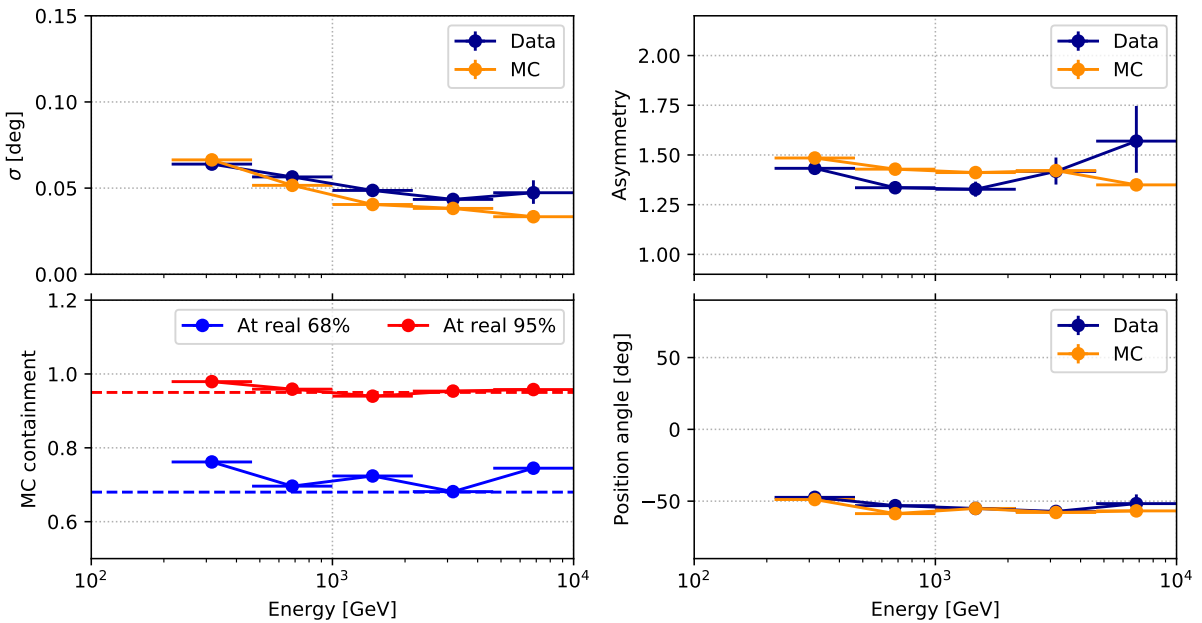 0.15
0.10
0.05
0.00
σ [deg]
Data
MC
2.00
1.75
1.50
1.25
1.00
Asymmetry
Data
MC
1.2
1.0
0.8
0.6
MC containment
At real 68%
At real 95%
10² 10³ 10⁴
Energy [GeV]
50
0
−50
Position angle [deg]
Data
MC
10² 10³ 10⁴
Energy [GeV]